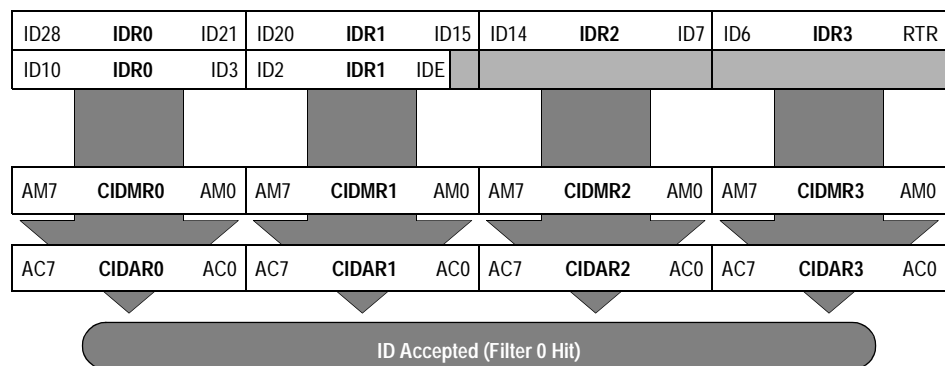 ID28 IDR0 ID21 ID20 IDR1 ID15 ID14 IDR2 ID7 ID6 IDR3 RTR
ID10 IDR0 ID3 ID2 IDR1 IDE
AM7 CIDMR0 AM0 AM7 CIDMR1 AM0 AM7 CIDMR2 AM0 AM7 CIDMR3 AM0
AC7 CIDAR0 AC0 AC7 CIDAR1 AC0 AC7 CIDAR2 AC0 AC7 CIDAR3 AC0
ID Accepted (Filter 0 Hit)